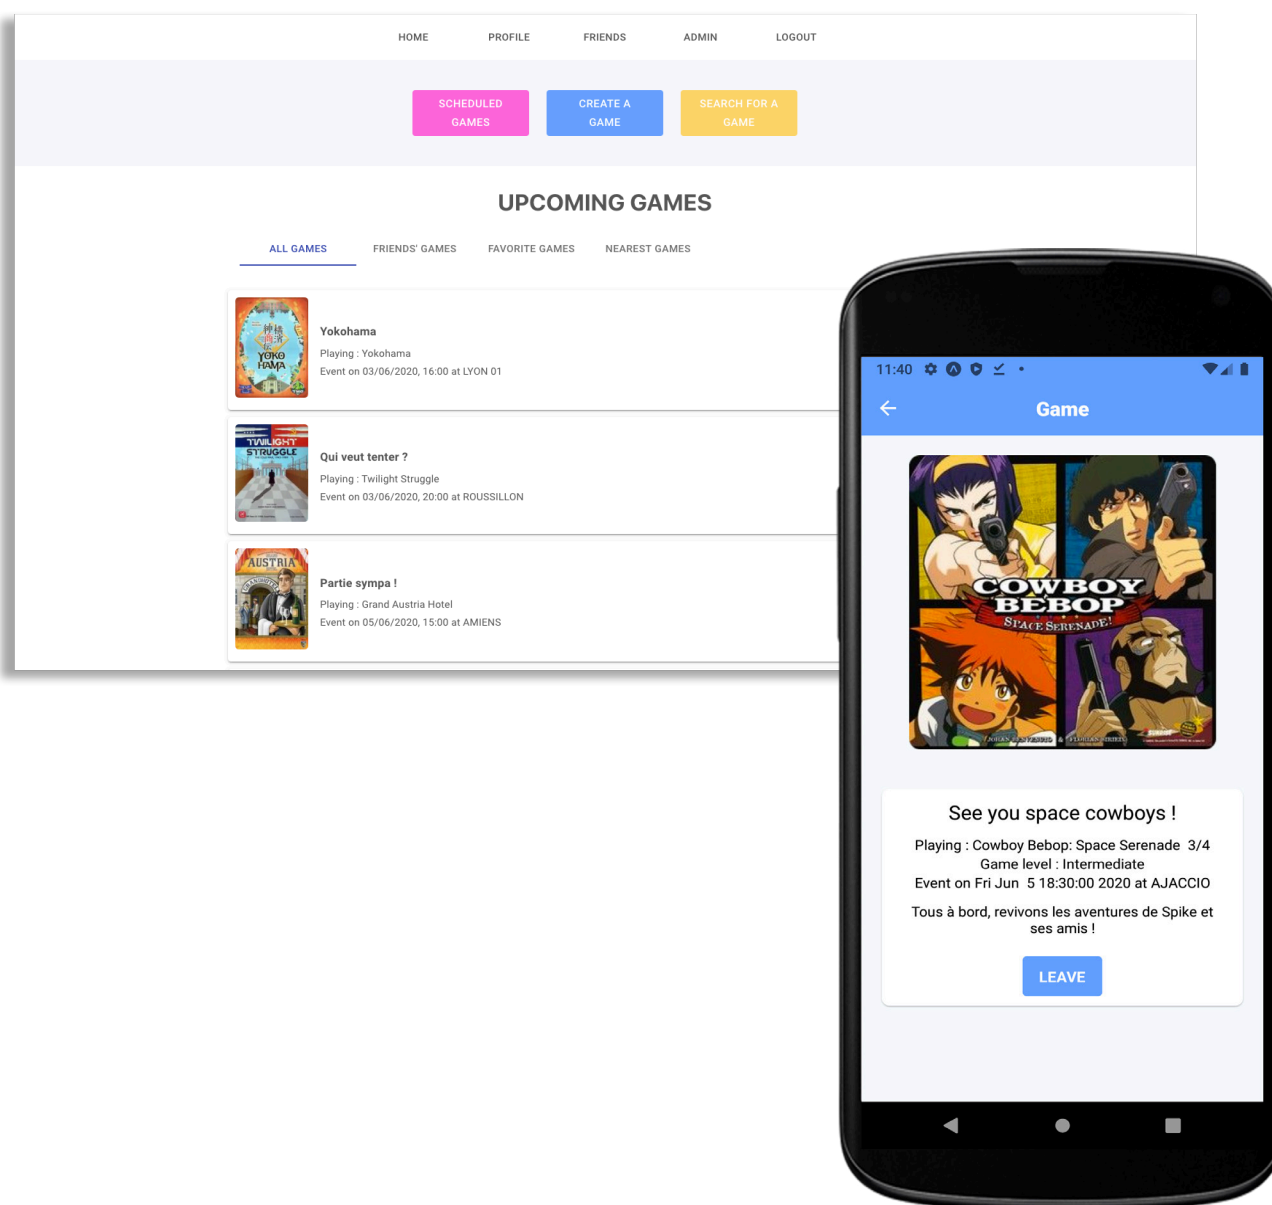 HOME PROFILE FRIENDS ADMIN LOGOUT
SCHEDULED
GAMES
CREATE A
GAME
SEARCH FOR A
GAME
UPCOMING GAMES
ALL GAMES FRIENDS' GAMES FAVORITE GAMES NEAREST GAMES
YOKO
HAMA
Yokohama
Playing : Yokohama
Event on 03/06/2020, 16:00 at LYON 01
TWILIGHT
STRUGGLE
Qui veut tenter ?
Playing : Twilight Struggle
Event on 03/06/2020, 20:00 at ROUSSILLON
AUSTRIA
Partie sympa !
Playing : Grand Austria Hotel
Event on 05/06/2020, 15:00 at AMIENS
11:40
Game
COWBOY
BEBOP
SPACE SERENADE!
See you space cowboys !
Playing : Cowboy Bebop: Space Serenade 3/4
Game level : Intermediate
Event on Fri Jun 5 18:30:00 2020 at AJACCIO
Tous à bord, revivons les aventures de Spike et
ses amis !
LEAVE